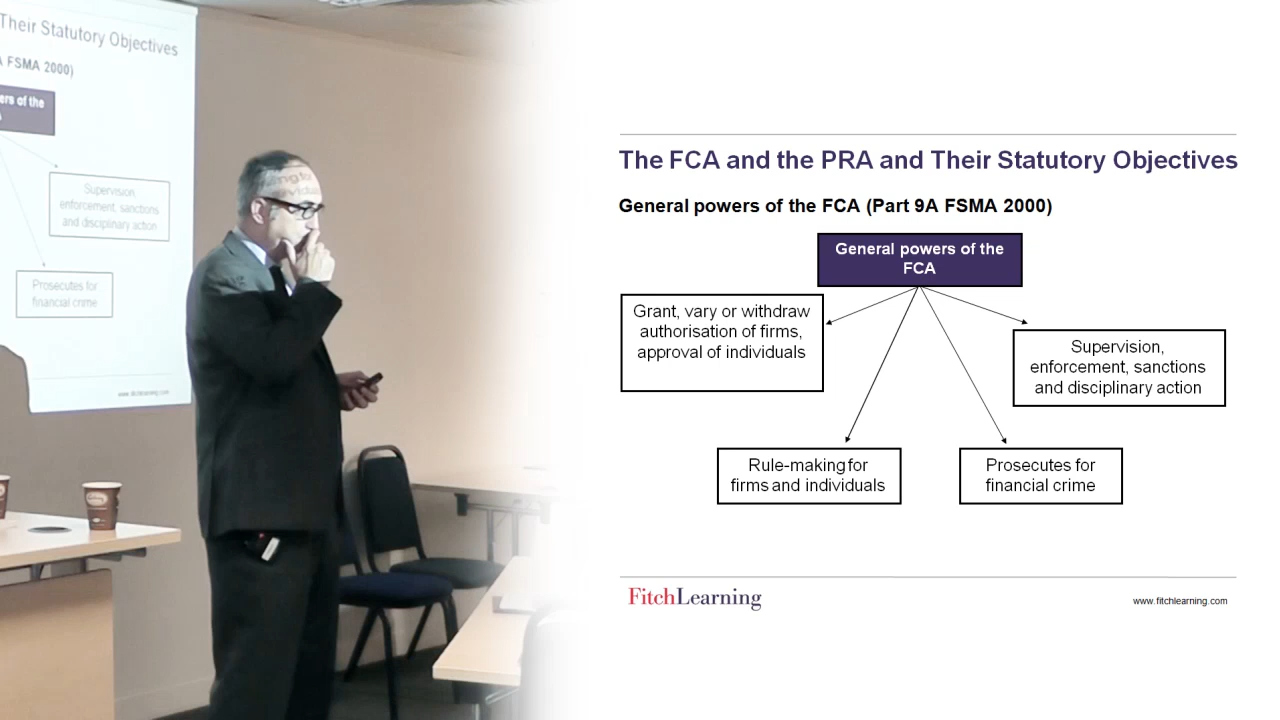 Their Statutory Objectives
FSMA 2000)
ers of the
Supervision,
enforcement, sanctions
and disciplinary action
Prosecutes for
financial crime
www.fitchlearning.com
The FCA and the PRA and Their Statutory Objectives
General powers of the FCA (Part 9A FSMA 2000)
General powers of the
FCA
Grant, vary or withdraw
authorisation of firms,
approval of individuals
Supervision,
enforcement, sanctions
and disciplinary action
Rule-making for
firms and individuals
Prosecutes for
financial crime
FitchLearning
www.fitchlearning.com